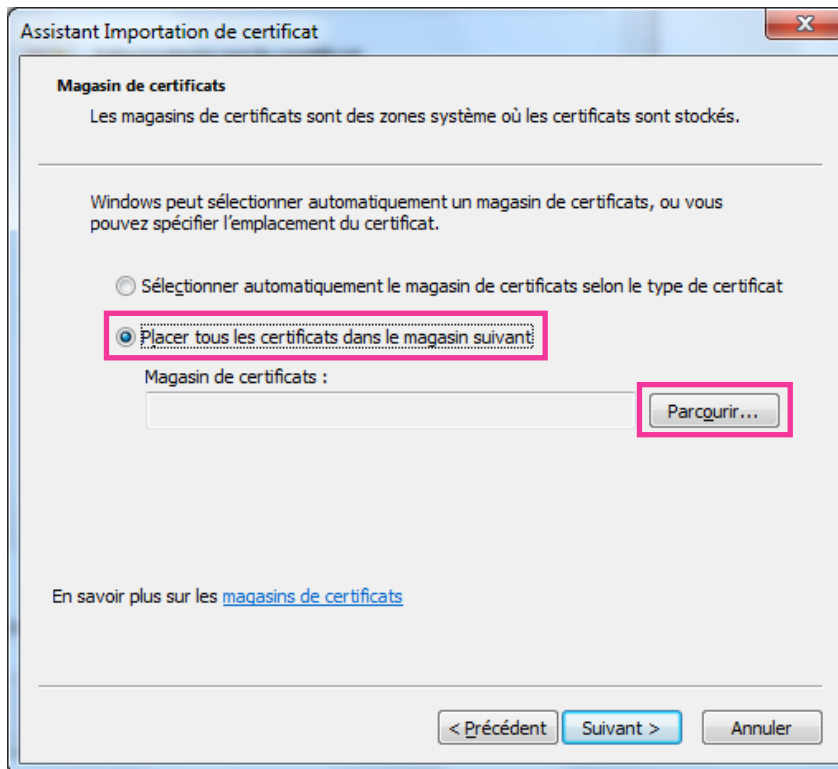 Assistant Importation de certificat
Magasin de certificats
Les magasins de certificats sont des zones système où les certificats sont stockés.
Windows peut sélectionner automatiquement un magasin de certificats, ou vous
pouvez spécifier l'emplacement du certificat.
Sélectionner automatiquement le magasin de certificats selon le type de certificat
Placer tous les certificats dans le magasin suivant
Magasin de certificats :
Parcourir...
En savoir plus sur les magasins de certificats
< Précédent
Suivant >
Annuler